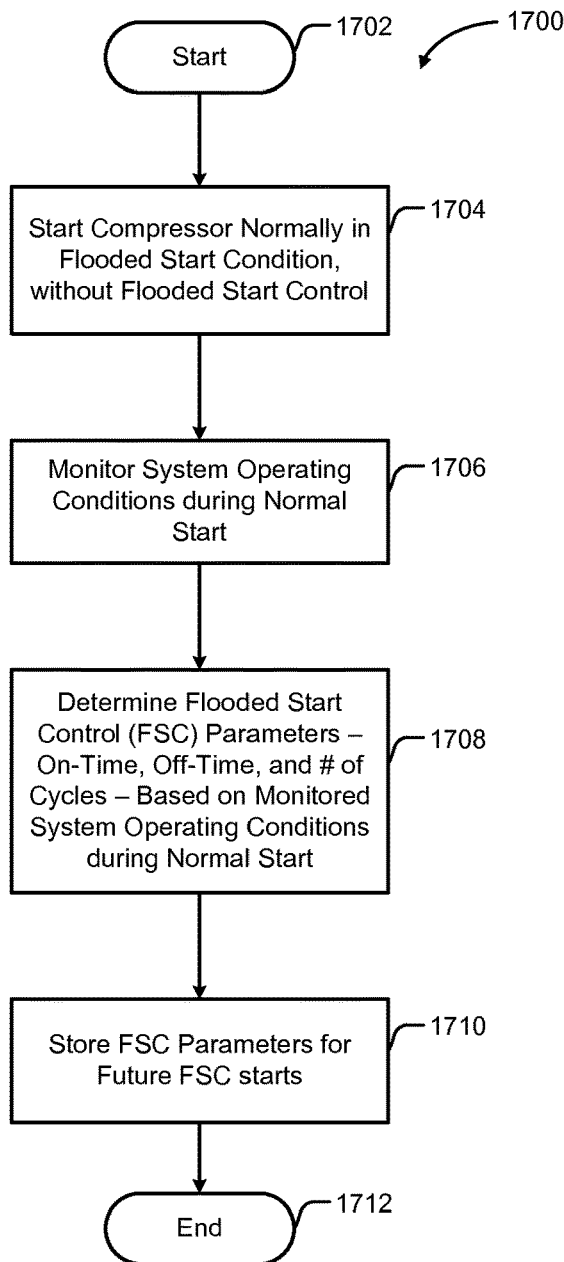 1702
1700
Start
1704
Start Compressor Normally in
Flooded Start Condition,
without Flooded Start Control
1706
Monitor System Operating
Conditions during Normal
Start
1708
Determine Flooded Start
Control (FSC) Parameters –
On-Time, Off-Time, and # of
Cycles – Based on Monitored
System Operating Conditions
during Normal Start
1710
Store FSC Parameters for
Future FSC starts
1712
End